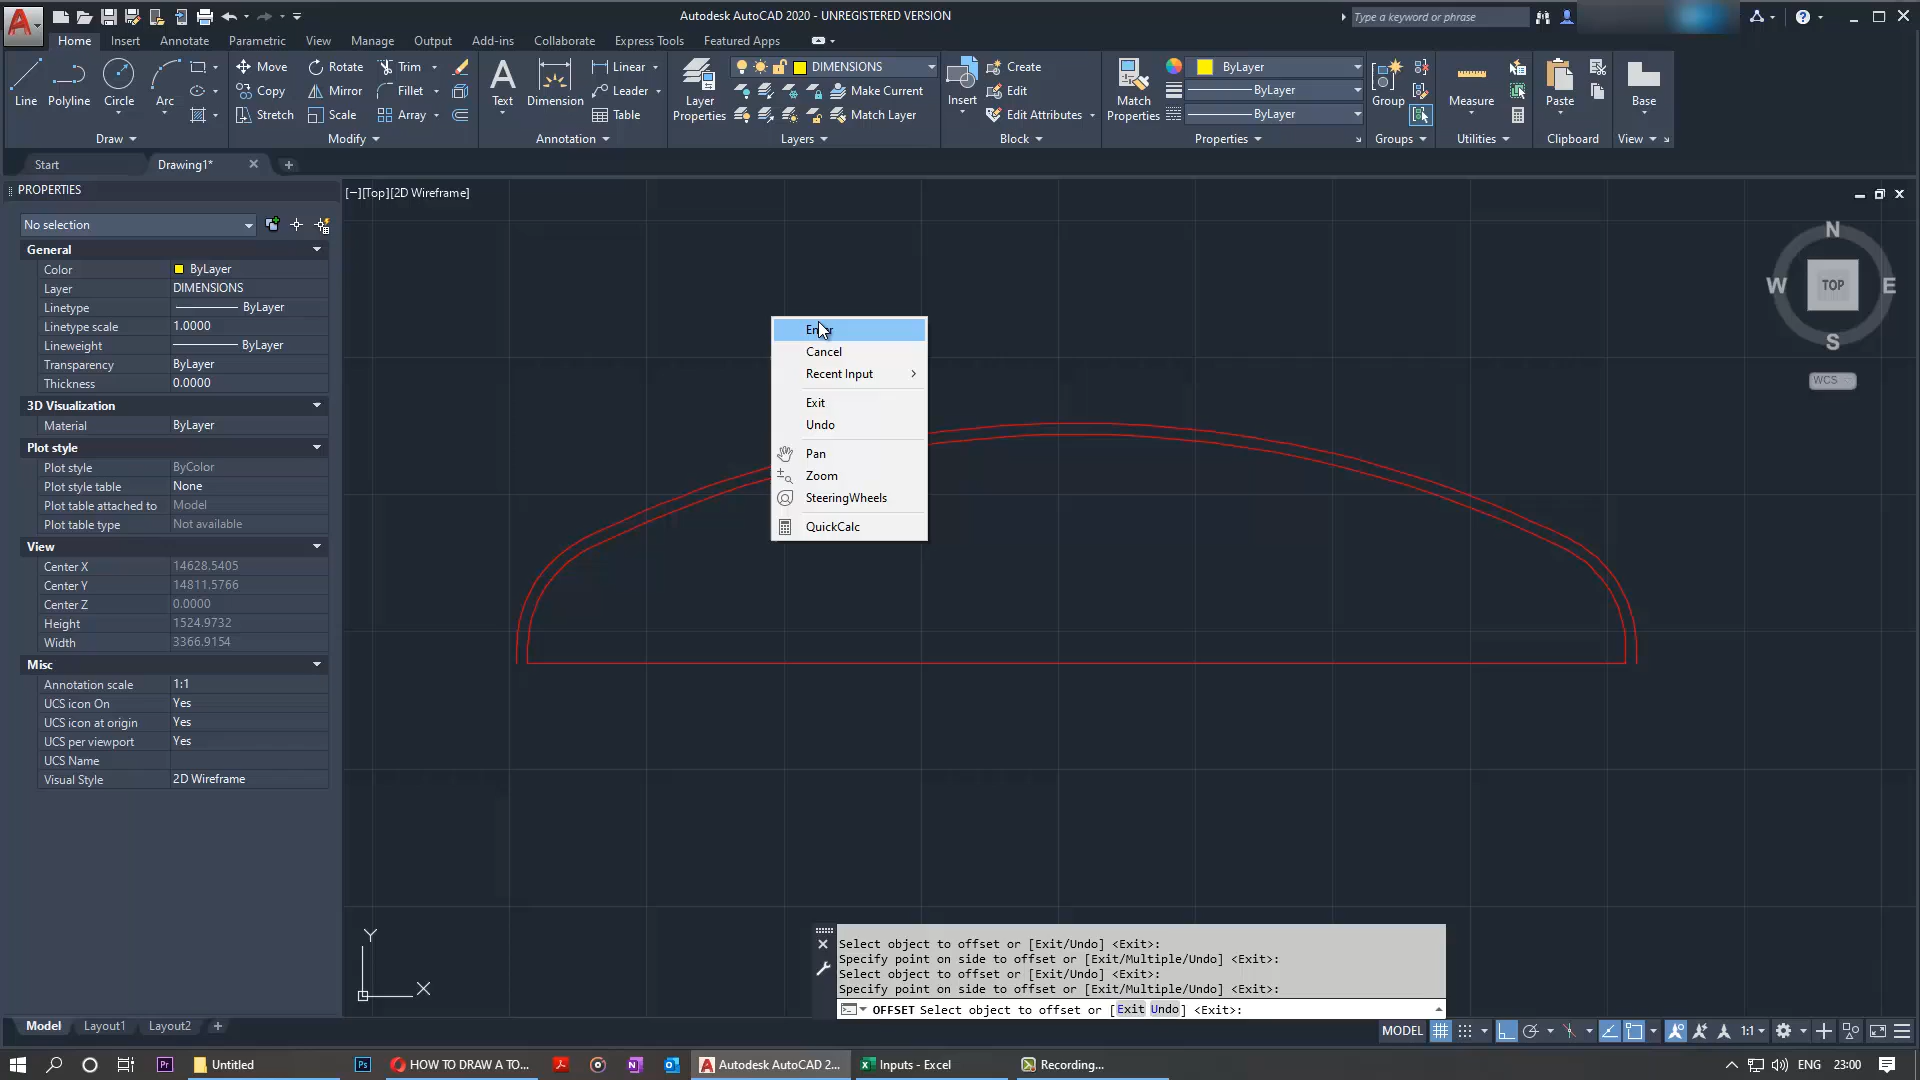 Autodesk AutoCAD 2020 - UNREGISTERED VERSION
Type a keyword or phrase
Home Insert Annotate Parametric View Manage Output Add-ins Collaborate Express Tools Featured Apps
Line Polyline Circle Arc
Move Rotate Trim
Copy Mirror Fillet
Stretch Scale Array
Text Dimension
Linear
Leader
Table
Layer Properties
DIMENSIONS
Make Current
Match Layer
Insert
Create
Edit
Edit Attributes
Match Properties
ByLayer
ByLayer
ByLayer
Group Measure Paste Base
Draw Modify Annotation Layers Block Properties Groups Utilities Clipboard View
Start Drawing1*
PROPERTIES
[−][Top][2D Wireframe]
No selection
General
Color ByLayer
Layer DIMENSIONS
Linetype ByLayer
Linetype scale 1.0000
Lineweight ByLayer
Transparency ByLayer
Thickness 0.0000
3D Visualization
Material ByLayer
Plot style
Plot style ByColor
Plot style table None
Plot table attached to Model
Plot table type Not available
View
Center X 14628.5405
Center Y 14811.5766
Center Z 0.0000
Height 1524.9732
Width 3366.9154
Misc
Annotation scale 1:1
UCS icon On Yes
UCS icon at origin Yes
UCS per viewport Yes
UCS Name
Visual Style 2D Wireframe
Cancel
Recent Input
Exit
Undo
Pan
Zoom
SteeringWheels
QuickCalc
N
W TOP E
S
WCS
Y
X
Select object to offset or [Exit/Undo] <Exit>:
Specify point on side to offset or [Exit/Multiple/Undo] <Exit>:
Select object to offset or [Exit/Undo] <Exit>:
Specify point on side to offset or [Exit/Multiple/Undo] <Exit>:
OFFSET Select object to offset or [Exit Undo] <Exit>:
Model Layout1 Layout2
MODEL 1:1
Untitled HOW TO DRAW A TO... Autodesk AutoCAD 2... Inputs - Excel Recording... ENG 23:00